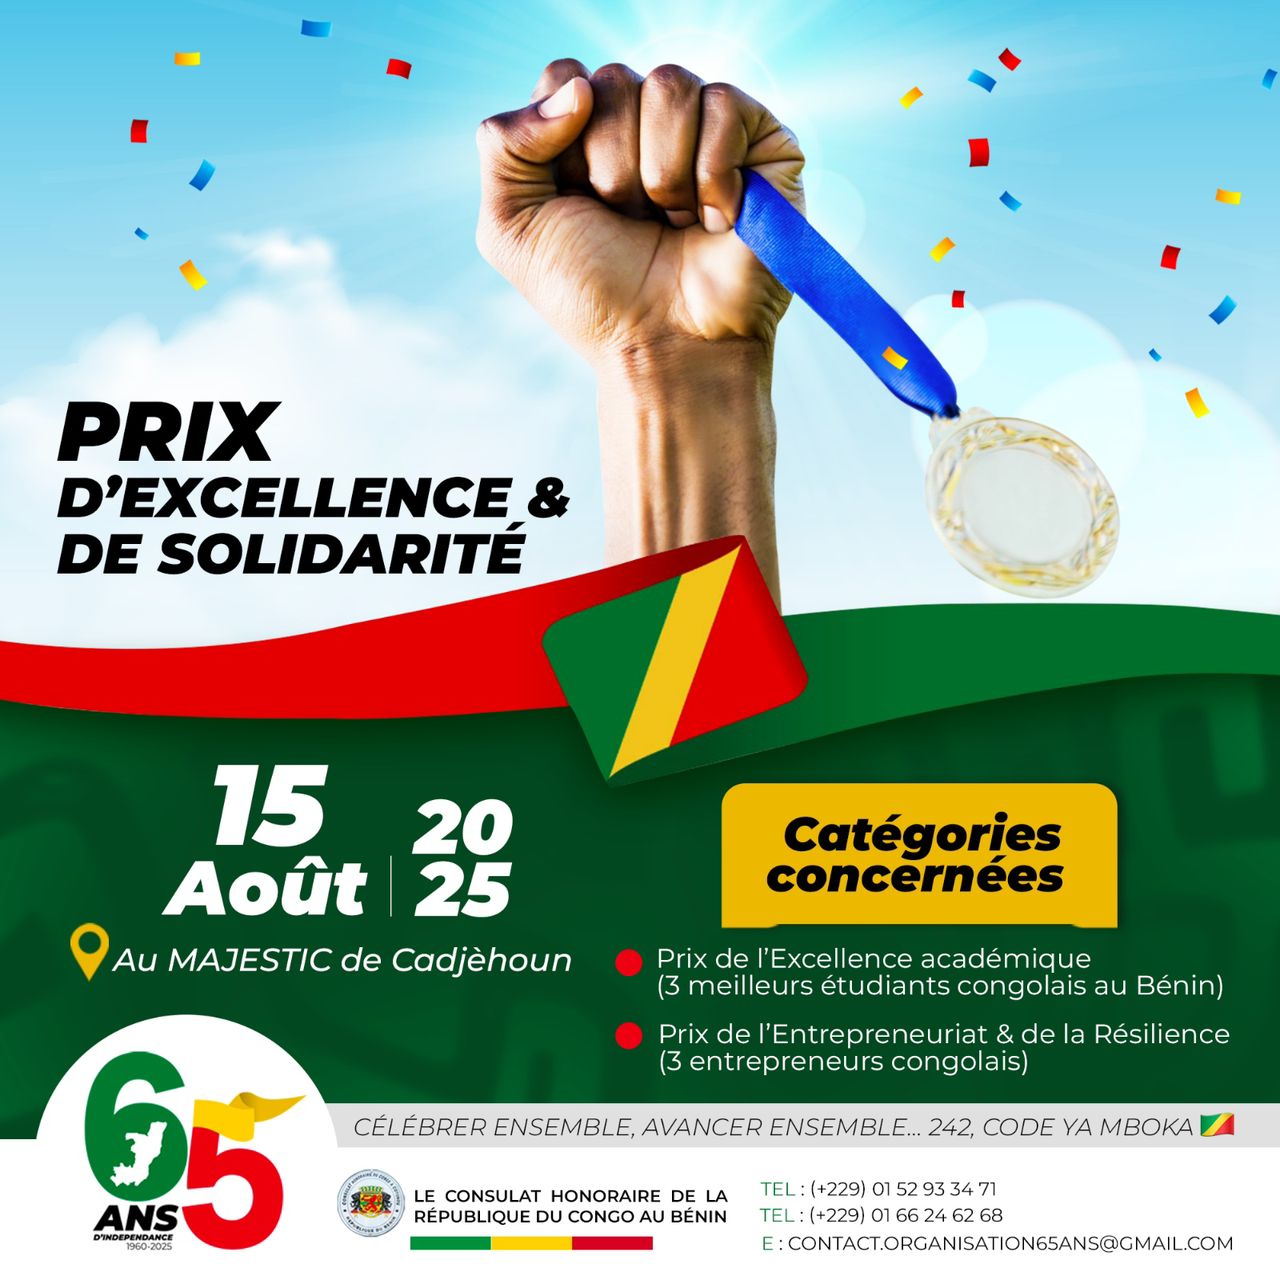 PRIX
D'EXCELLENCE &
DE SOLIDARITÉ
15
Août
20
25
Au MAJESTIC de Cadjèhoun
Catégories
concernées
Prix de l'Excellence académique
(3 meilleurs étudiants congolais au Bénin)
Prix de l'Entrepreneuriat & de la Résilience
(3 entrepreneurs congolais)
CÉLÉBRER ENSEMBLE, AVANCER ENSEMBLE... 242, CODE YA MBOKA
65
ANS
D'INDEPENDANCE
1960-2025
LE CONSULAT HONORAIRE DE LA
RÉPUBLIQUE DU CONGO AU BÉNIN
TEL : (+229) 01 52 93 34 71
TEL : (+229) 01 66 24 62 68
E : CONTACT.ORGANISATION65ANS@GMAIL.COM